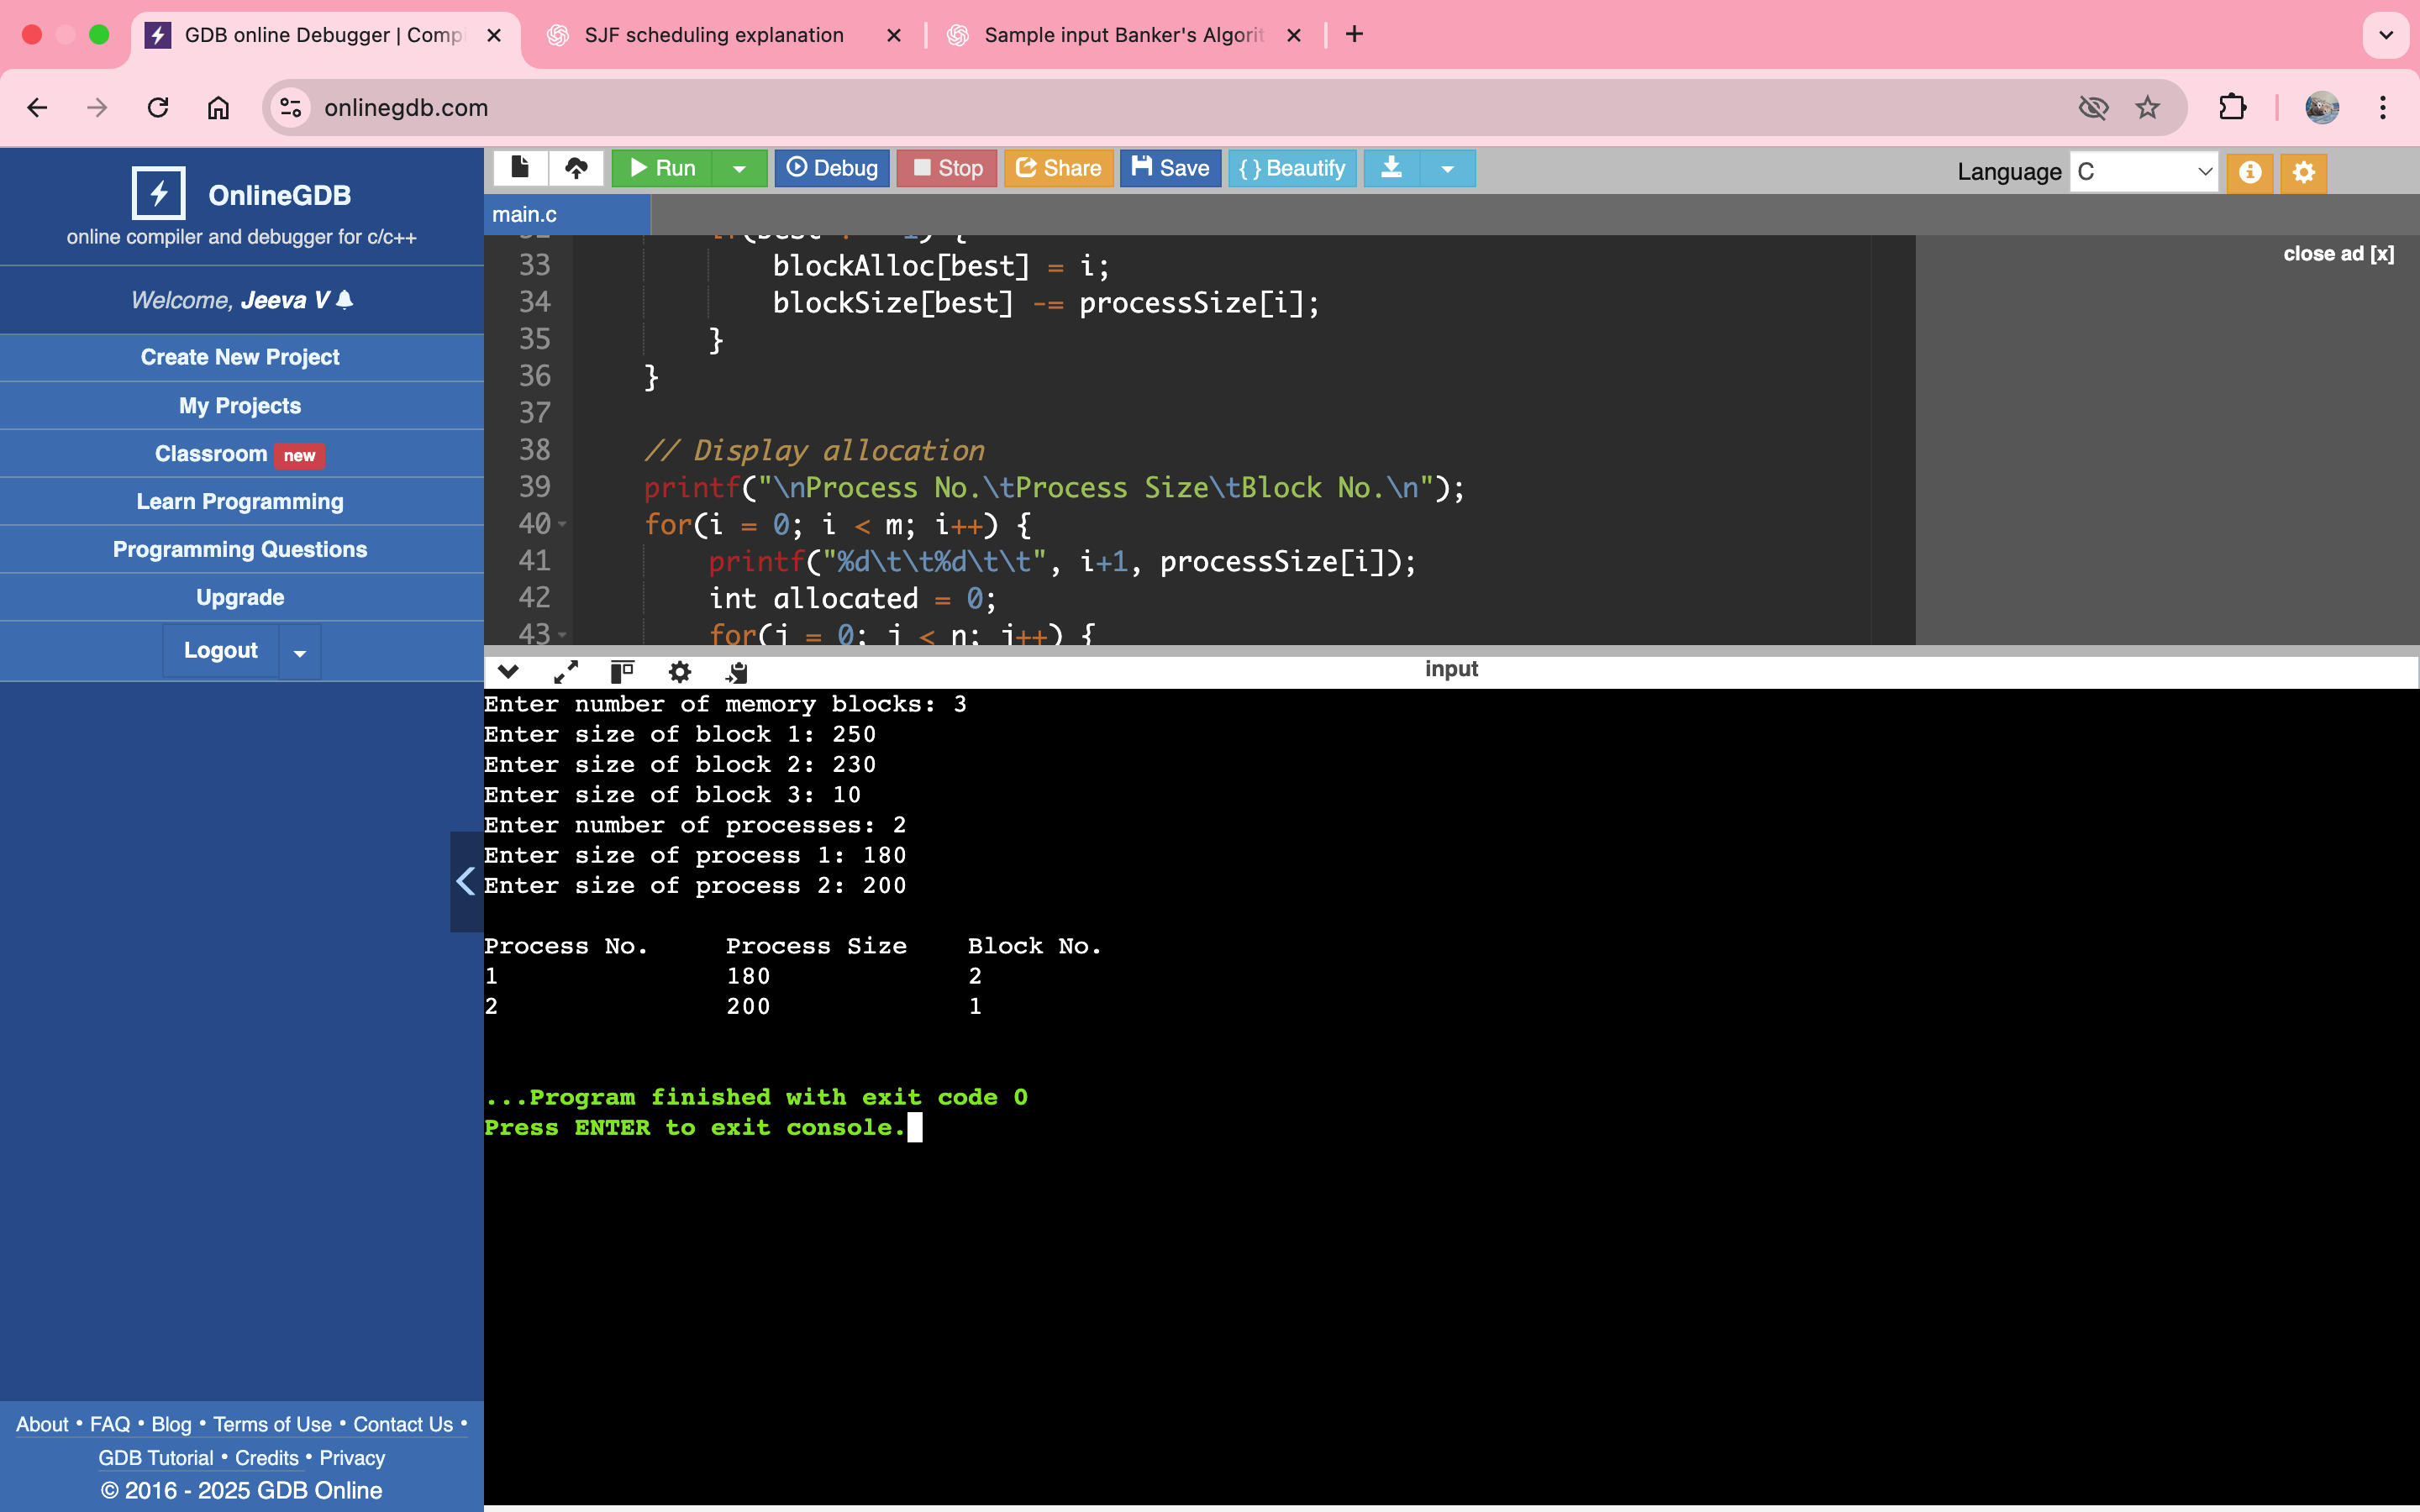 GDB online Debugger | Compi
SJF scheduling explanation
Sample input Banker's Algorit
onlinegdb.com
OnlineGDB
online compiler and debugger for c/c++
Welcome, Jeeva V
Create New Project
My Projects
Classroom new
Learn Programming
Programming Questions
Upgrade
Logout
Run
Debug
Stop
Share
Save
{ } Beautify
Language C
main.c
close ad [x]
33 blockAlloc[best] = i;
34 blockSize[best] -= processSize[i];
35 }
36 }
37
38 // Display allocation
39 printf("\nProcess No.\tProcess Size\tBlock No.\n");
40 for(i = 0; i < m; i++) {
41 printf("%d\t\t%d\t\t", i+1, processSize[i]);
42 int allocated = 0;
43 for(j = 0; j < n; j++) {
input
Enter number of memory blocks: 3
Enter size of block 1: 250
Enter size of block 2: 230
Enter size of block 3: 10
Enter number of processes: 2
Enter size of process 1: 180
Enter size of process 2: 200
Process No. Process Size Block No.
1 180 2
2 200 1
...Program finished with exit code 0
Press ENTER to exit console.
About • FAQ • Blog • Terms of Use • Contact Us •
GDB Tutorial • Credits • Privacy
© 2016 - 2025 GDB Online